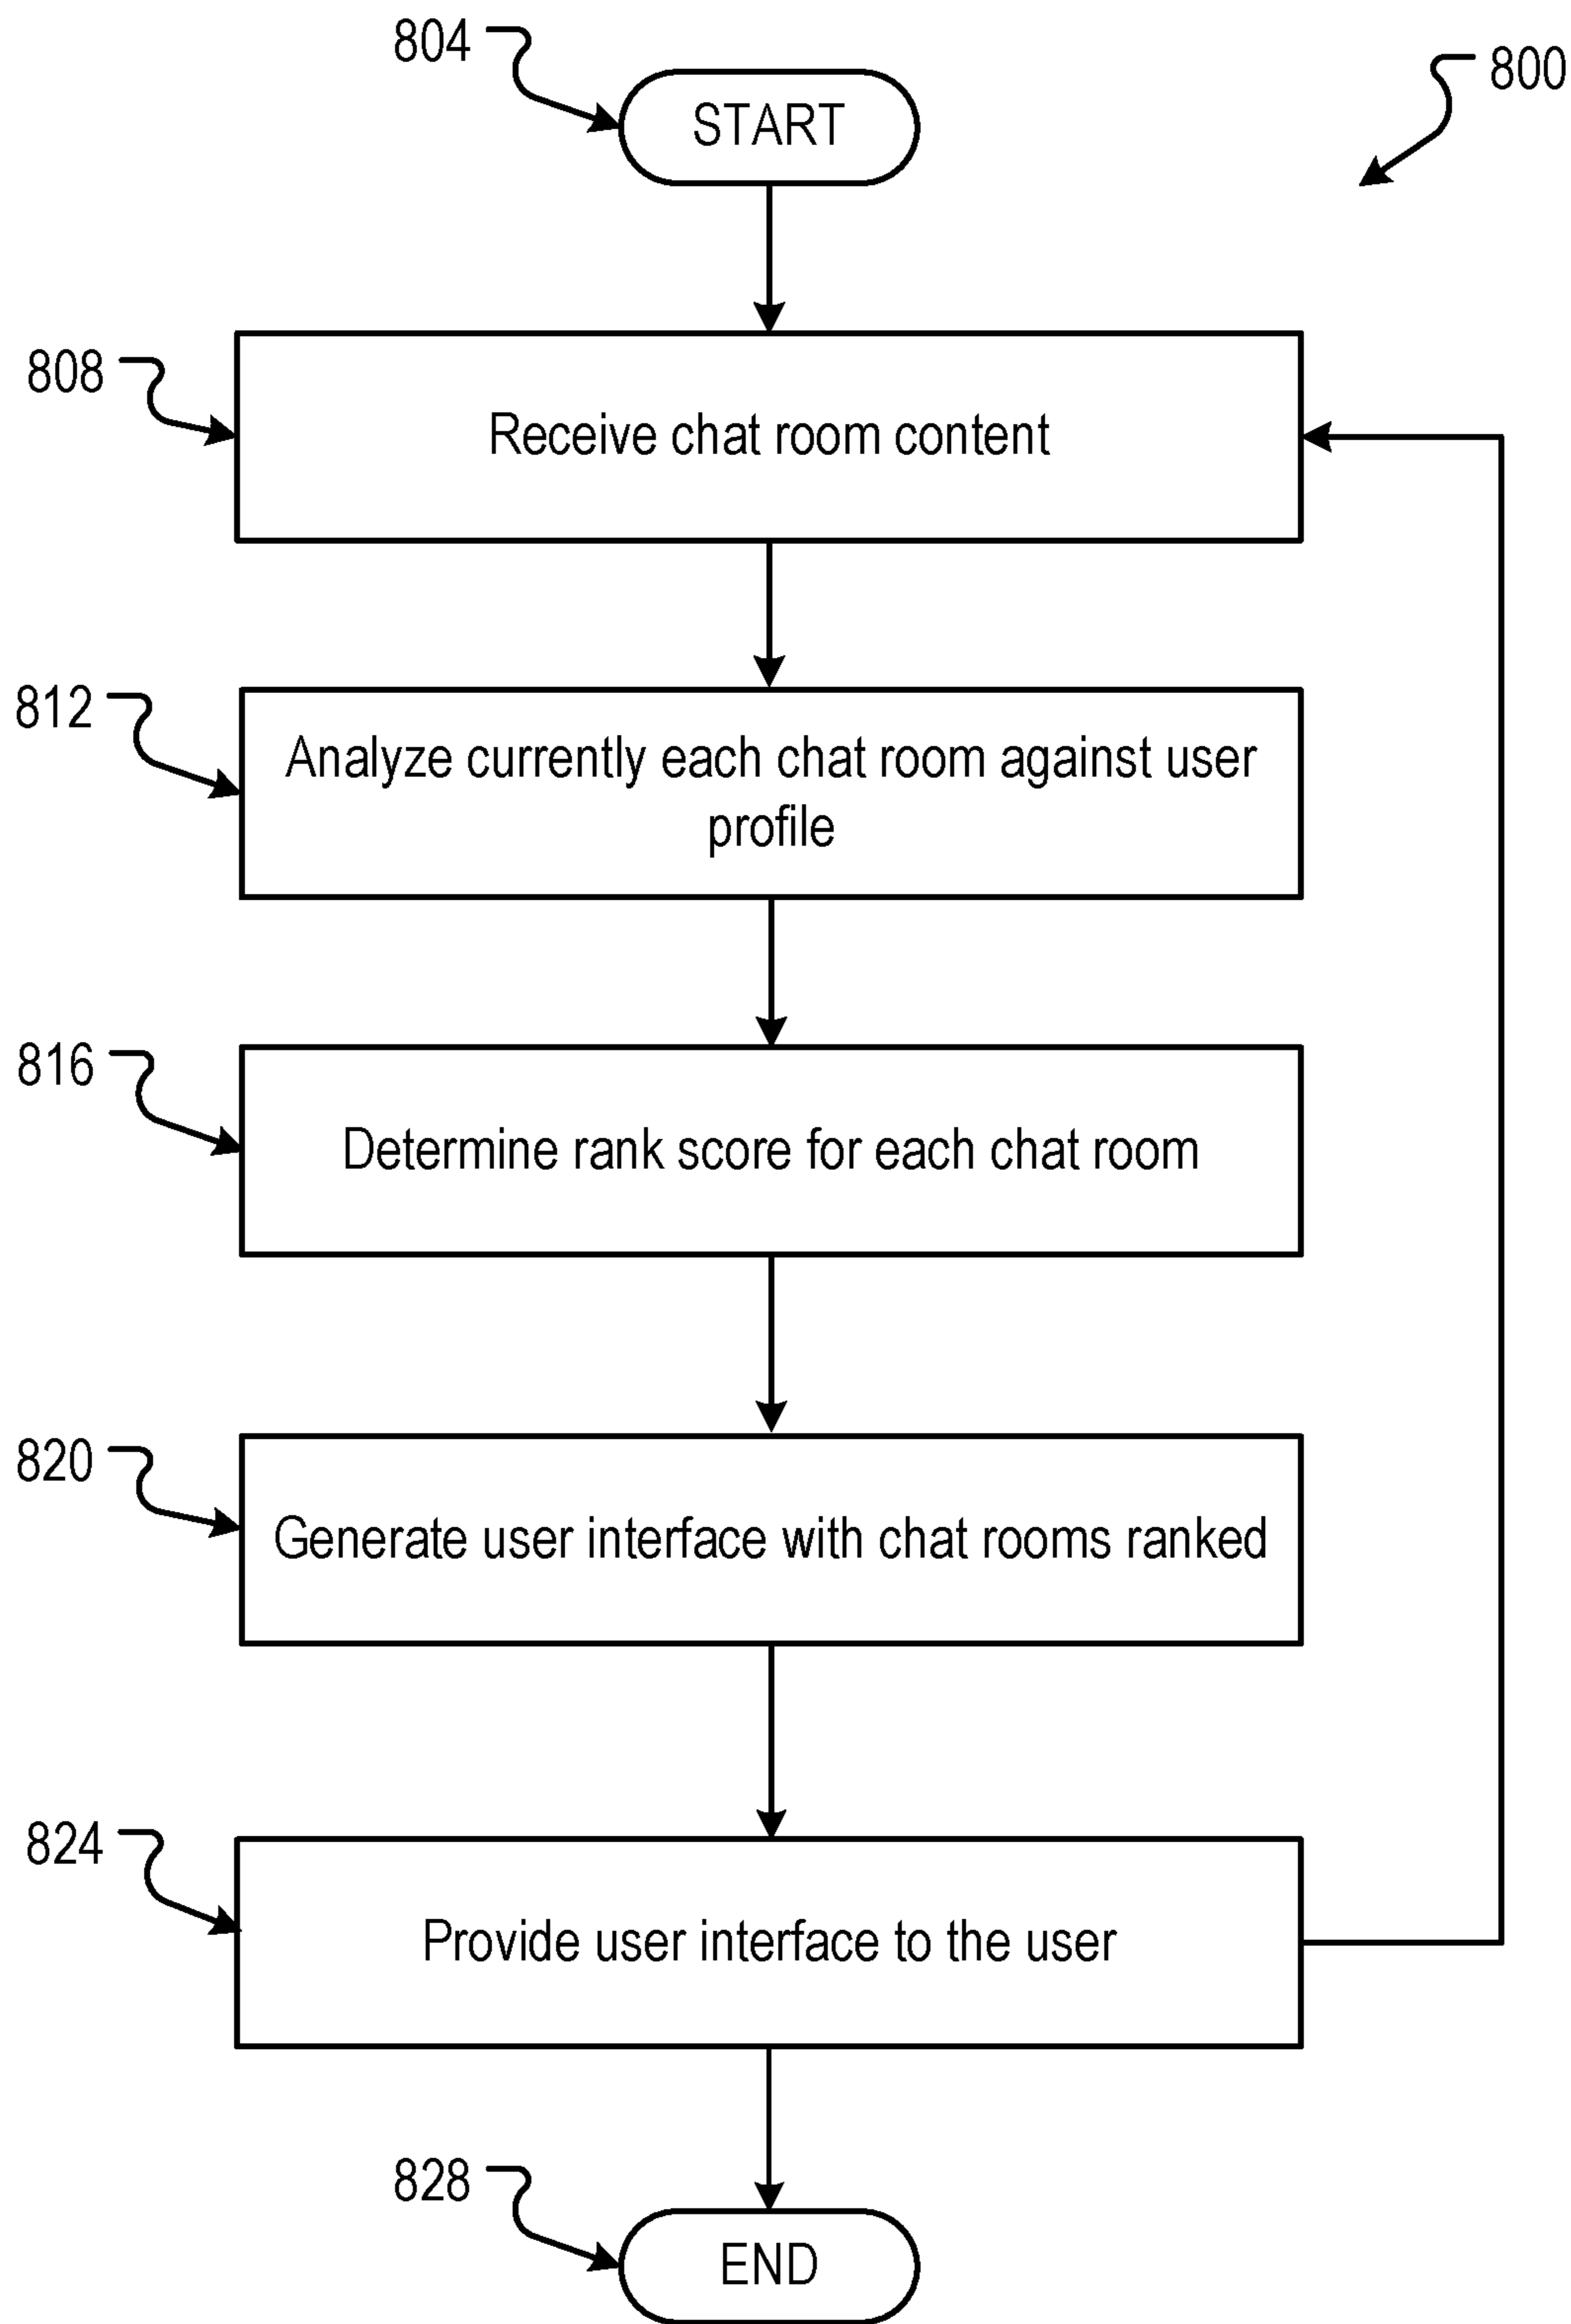 804
START
800
808
Receive chat room content
812
Analyze currently each chat room against user
profile
816
Determine rank score for each chat room
820
Generate user interface with chat rooms ranked
824
Provide user interface to the user
828
END